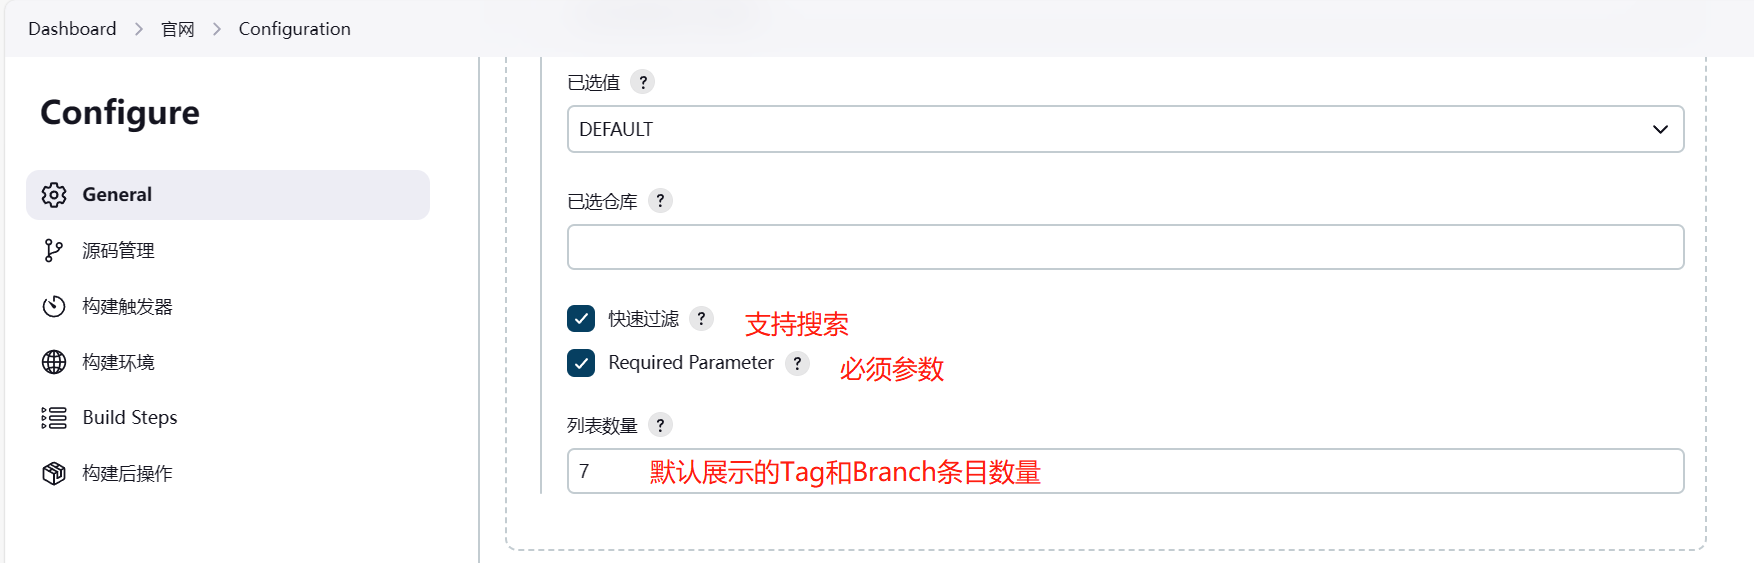 Dashboard > 官网 > Configuration
Configure
General
源码管理
构建触发器
构建环境
Build Steps
构建后操作
已选值 ?
DEFAULT
已选仓库 ?
快速过滤 ? 支持搜索
Required Parameter ? 必须参数
列表数量 ?
7 默认展示的Tag和Branch条目数量